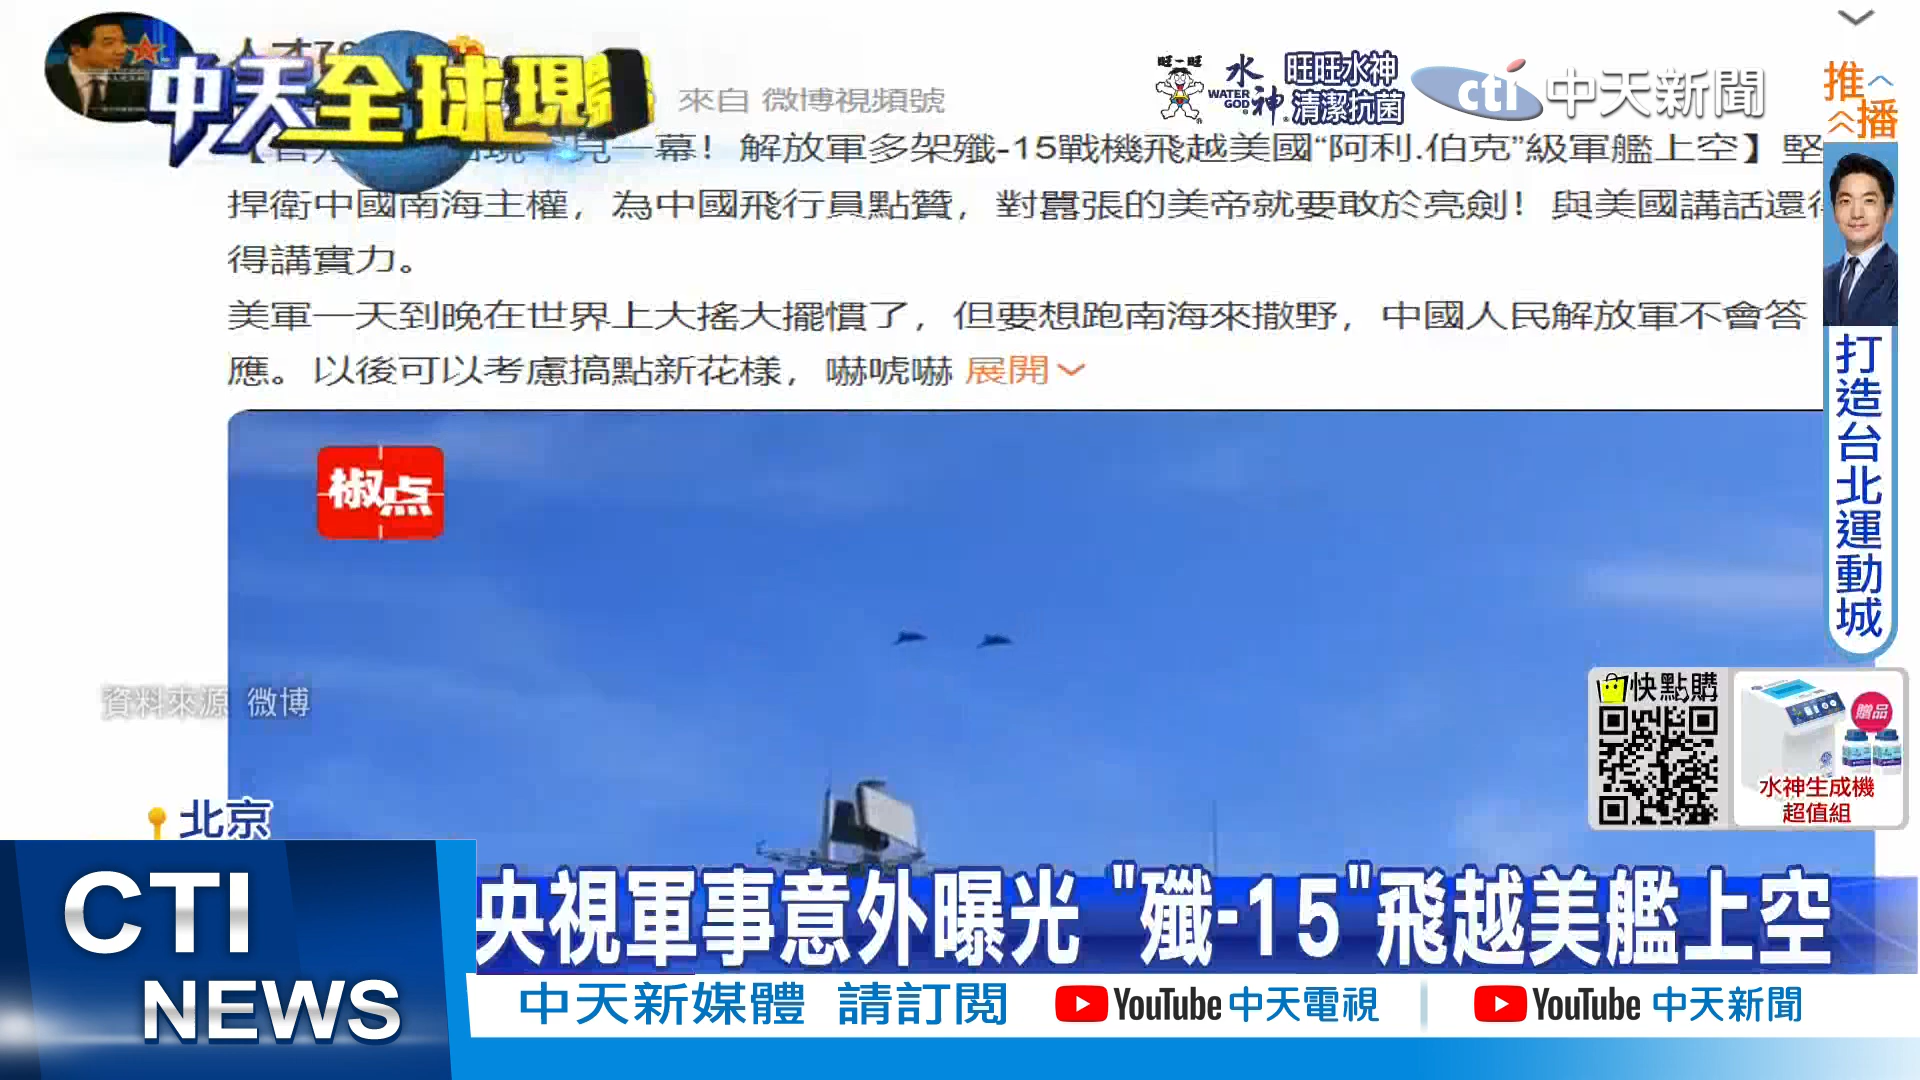 中天全球現
來自 微博視頻號
見一幕！解放軍多架殲-15戰機飛越美國“阿利.伯克”級軍艦上空】堅
捍衛中國南海主權，為中國飛行員點贊，對囂張的美帝就要敢於亮劍！與美國講話還
得講實力。
美軍一天到晚在世界上大搖大擺慣了，但要想跑南海來撒野，中國人民解放軍不會答
應。以後可以考慮搞點新花樣，嚇唬嚇 展開
旺-旺
水神
WATER GOD
旺旺水神
清潔抗菌
cti 中天新聞
推播
打造台北運動城
椒点
資料來源 微博
快點購
贈品
水神生成機
超值組
北京
CTI NEWS
央視軍事意外曝光 "殲-15"飛越美艦上空
中天新媒體 請訂閱 YouTube 中天電視 | YouTube 中天新聞